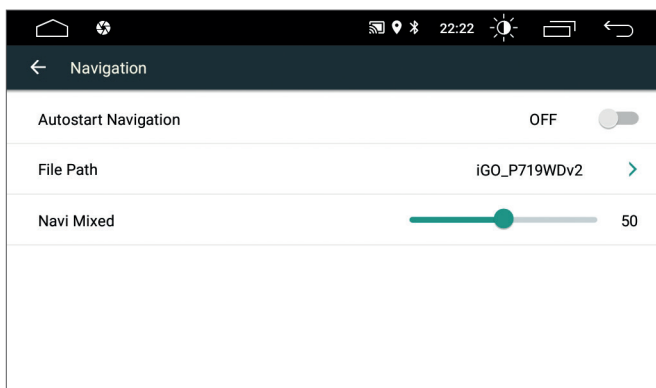 22:22
Navigation
Autostart Navigation OFF
File Path iGO_P719WDv2
Navi Mixed 50